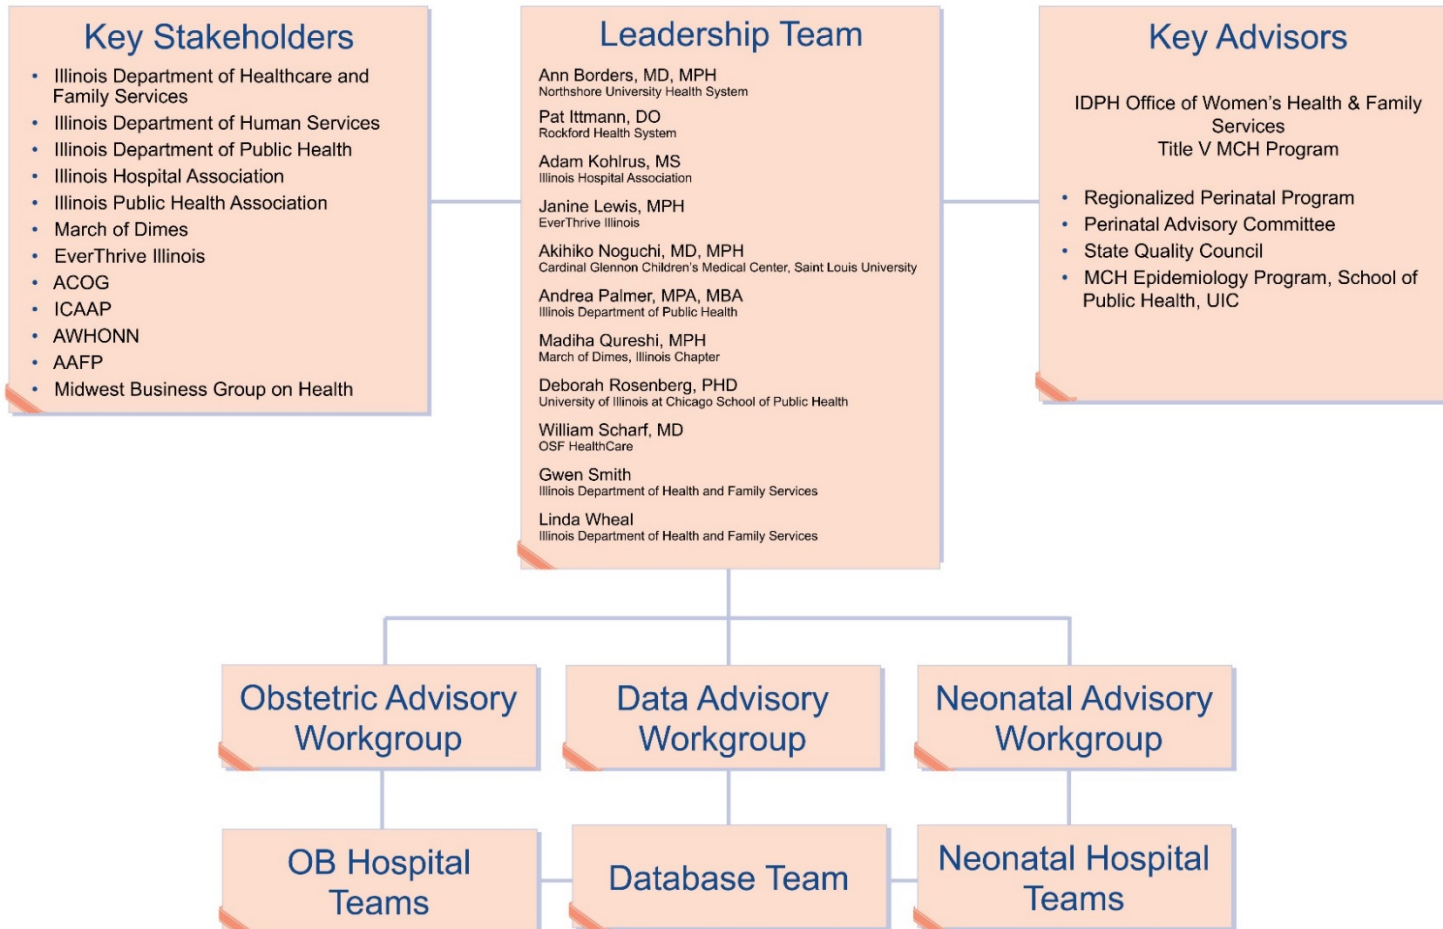 Key Stakeholders
• Illinois Department of Healthcare and
Family Services
• Illinois Department of Human Services
• Illinois Department of Public Health
• Illinois Hospital Association
• Illinois Public Health Association
• March of Dimes
• EverThrive Illinois
• ACOG
• ICAAP
• AWHONN
• AAFP
• Midwest Business Group on Health
Leadership Team
Ann Borders, MD, MPH
Northshore University Health System
Pat Ittmann, DO
Rockford Health System
Adam Kohlrus, MS
Illinois Hospital Association
Janine Lewis, MPH
EverThrive Illinois
Akihiko Noguchi, MD, MPH
Cardinal Glennon Children's Medical Center, Saint Louis University
Andrea Palmer, MPA, MBA
Illinois Department of Public Health
Madiha Qureshi, MPH
March of Dimes, Illinois Chapter
Deborah Rosenberg, PHD
University of Illinois at Chicago School of Public Health
William Scharf, MD
OSF HealthCare
Gwen Smith
Illinois Department of Health and Family Services
Linda Wheal
Illinois Department of Health and Family Services
Key Advisors
IDPH Office of Women's Health & Family
Services
Title V MCH Program
• Regionalized Perinatal Program
• Perinatal Advisory Committee
• State Quality Council
• MCH Epidemiology Program, School of
Public Health, UIC
Obstetric Advisory
Workgroup
Data Advisory
Workgroup
Neonatal Advisory
Workgroup
OB Hospital
Teams
Database Team
Neonatal Hospital
Teams